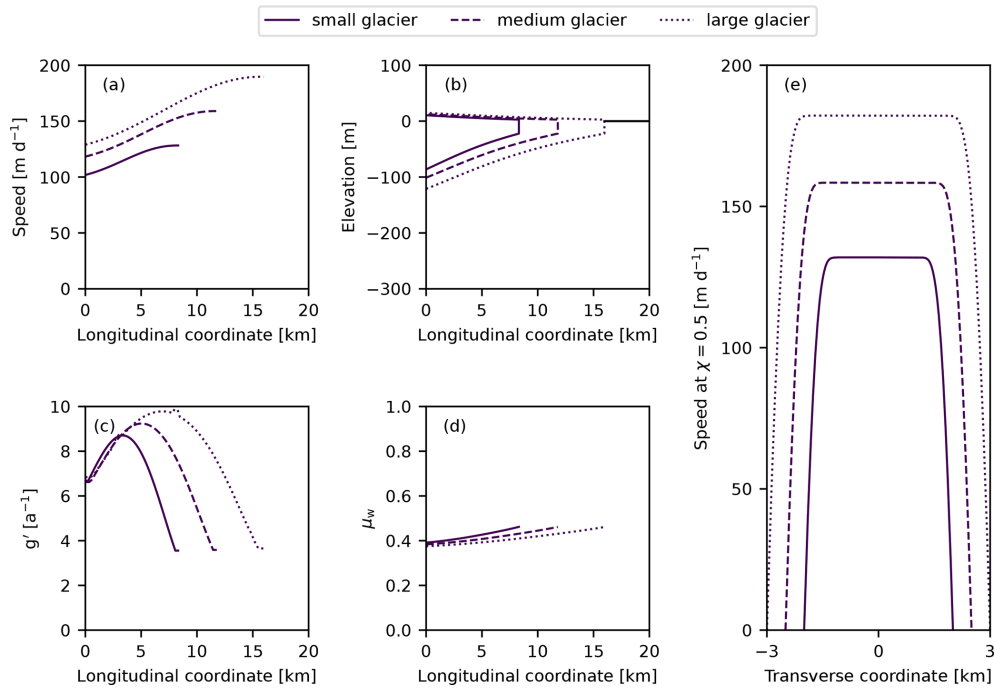 small glacier medium glacier large glacier
(a)
Speed [m d⁻¹]
200
150
100
50
0
0 5 10 15 20
Longitudinal coordinate [km]
(b)
Elevation [m]
100
0
−100
−200
−300
0 5 10 15 20
Longitudinal coordinate [km]
(e)
Speed at χ = 0.5 [m d⁻¹]
200
150
100
50
0
−3 0 3
Transverse coordinate [km]
(c)
g′ [a⁻¹]
10
8
6
4
2
0
0 5 10 15 20
Longitudinal coordinate [km]
(d)
μw
1.0
0.8
0.6
0.4
0.2
0.0
0 5 10 15 20
Longitudinal coordinate [km]